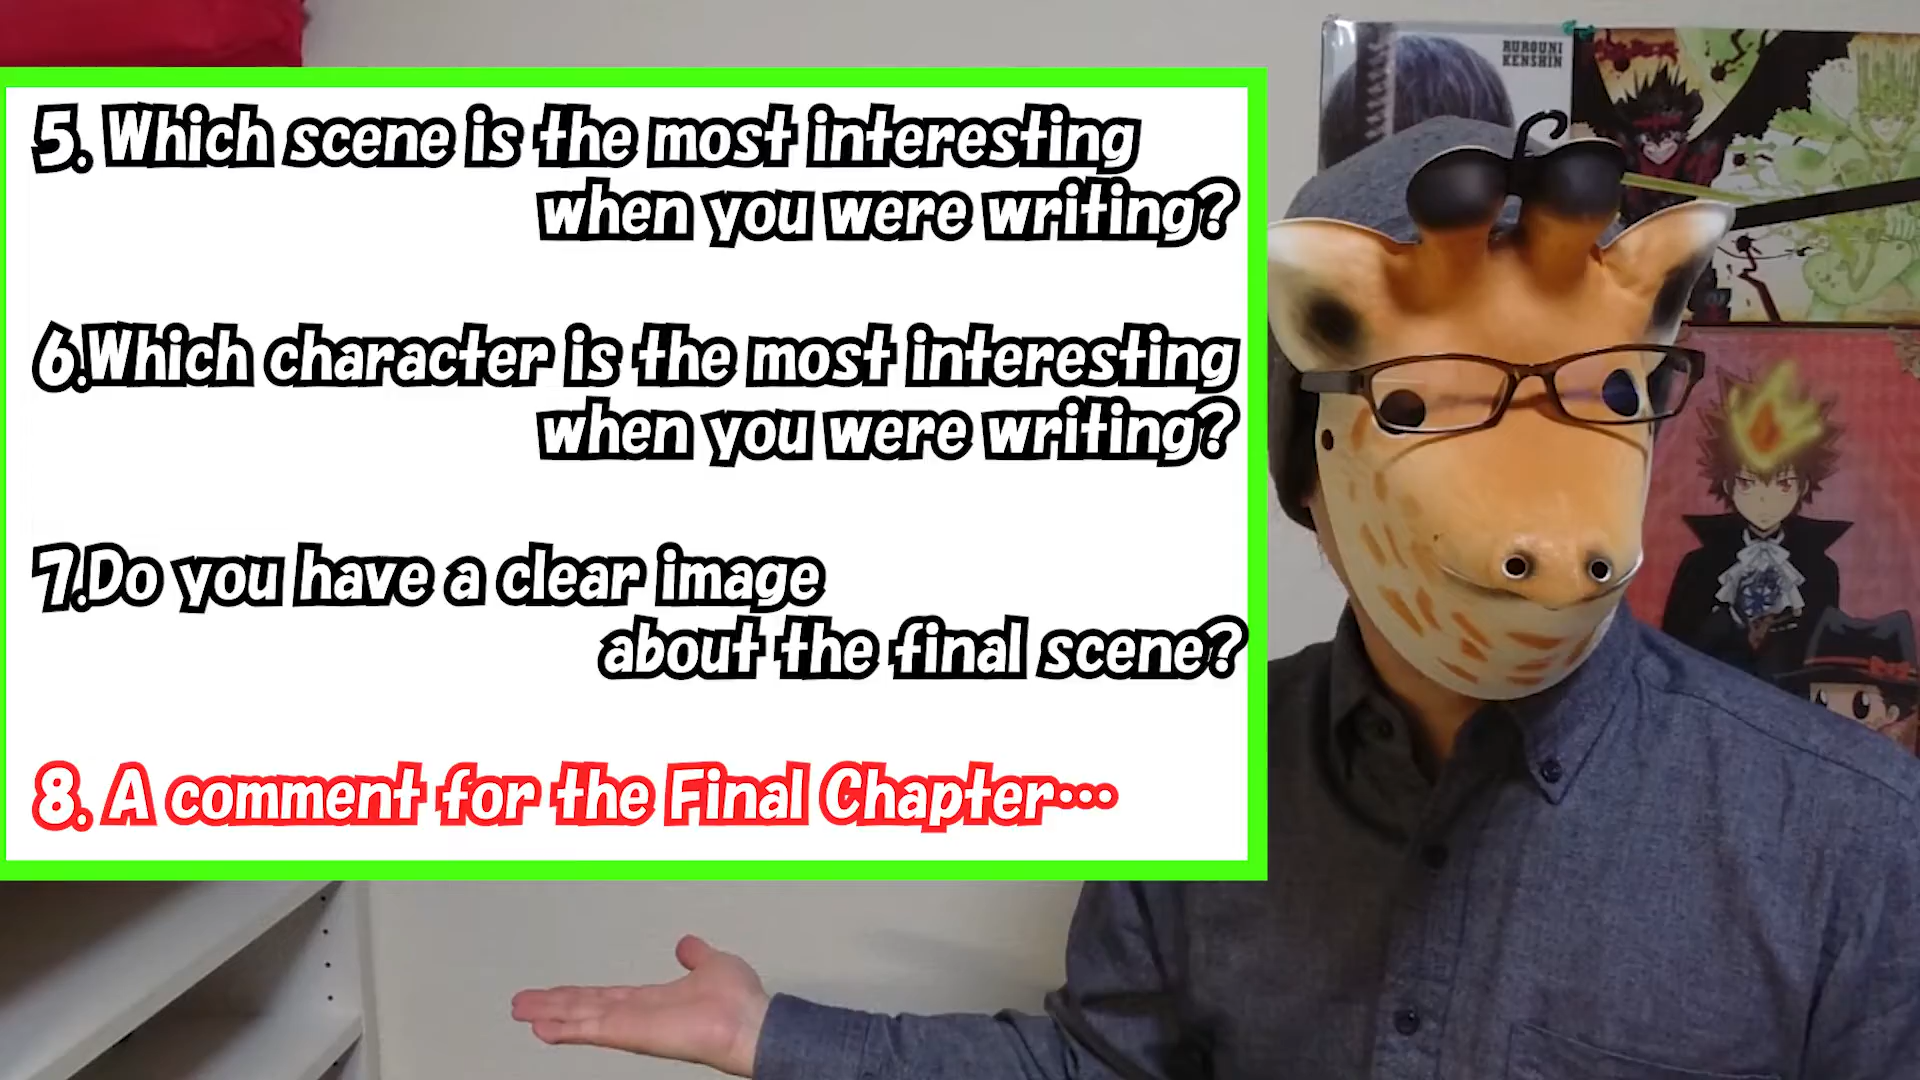 RUROUNI
KENSHIN
5. Which scene is the most interesting
when you were writing?
6.Which character is the most interesting
when you were writing?
7.Do you have a clear image
about the final scene?
8. A comment for the Final Chapter…